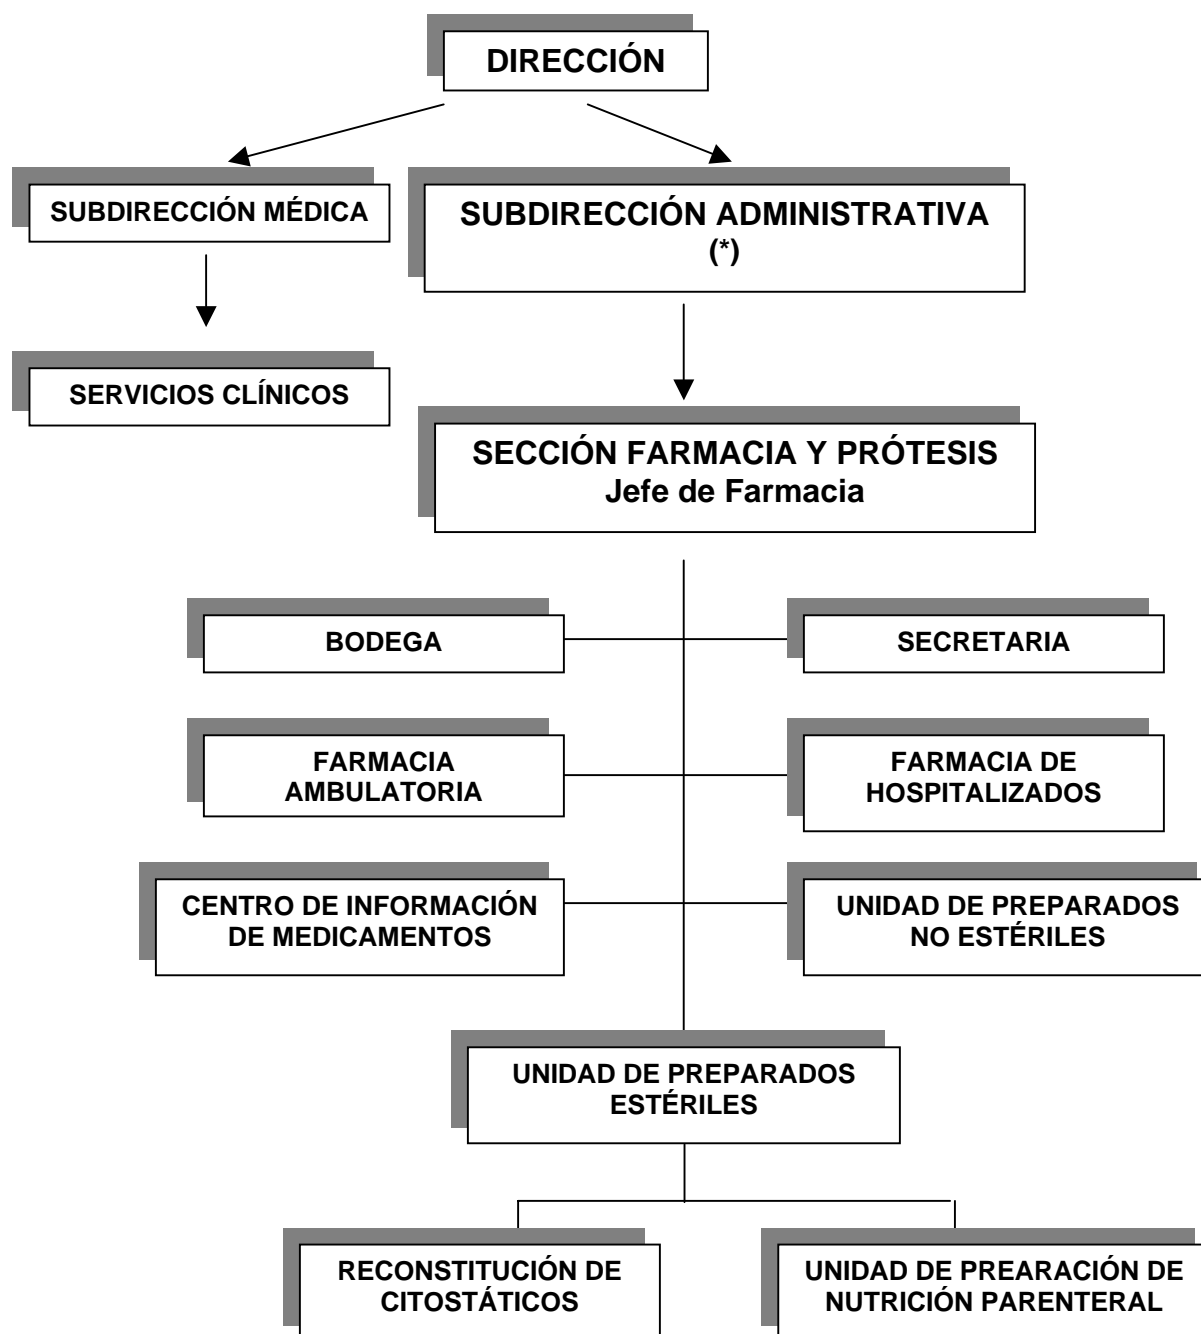 DIRECCIÓN
SUBDIRECCIÓN MÉDICA
SUBDIRECCIÓN ADMINISTRATIVA
(*)
SERVICIOS CLÍNICOS
SECCIÓN FARMACIA Y PRÓTESIS
Jefe de Farmacia
BODEGA
SECRETARIA
FARMACIA
AMBULATORIA
FARMACIA DE
HOSPITALIZADOS
CENTRO DE INFORMACIÓN
DE MEDICAMENTOS
UNIDAD DE PREPARADOS
NO ESTÉRILES
UNIDAD DE PREPARADOS
ESTÉRILES
RECONSTITUCIÓN DE
CITOSTÁTICOS
UNIDAD DE PREARACIÓN DE
NUTRICIÓN PARENTERAL